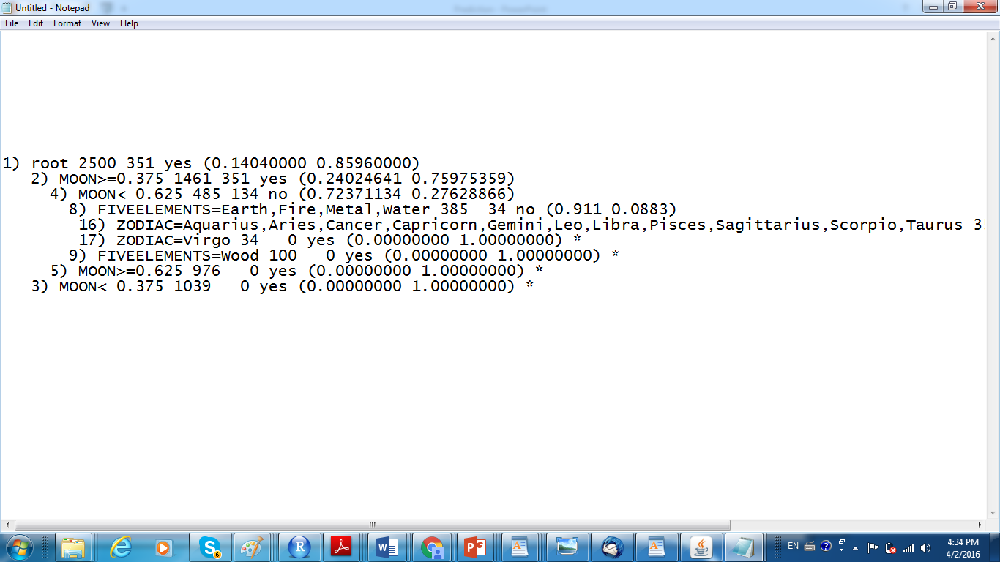 Untitled - Notepad
File Edit Format View Help
1) root 2500 351 yes (0.14040000 0.85960000)
2) MOON>=0.375 1461 351 yes (0.24024641 0.75975359)
4) MOON< 0.625 485 134 no (0.72371134 0.27628866)
8) FIVEELEMENTS=Earth,Fire,Metal,Water 385 34 no (0.911 0.0883)
16) ZODIAC=Aquarius,Aries,Cancer,Capricorn,Gemini,Leo,Libra,Pisces,Sagittarius,Scorpio,Taurus 3
17) ZODIAC=Virgo 34 0 yes (0.00000000 1.00000000) *
9) FIVEELEMENTS=Wood 100 0 yes (0.00000000 1.00000000) *
5) MOON>=0.625 976 0 yes (0.00000000 1.00000000) *
3) MOON< 0.375 1039 0 yes (0.00000000 1.00000000) *
EN 4:34 PM
4/2/2016